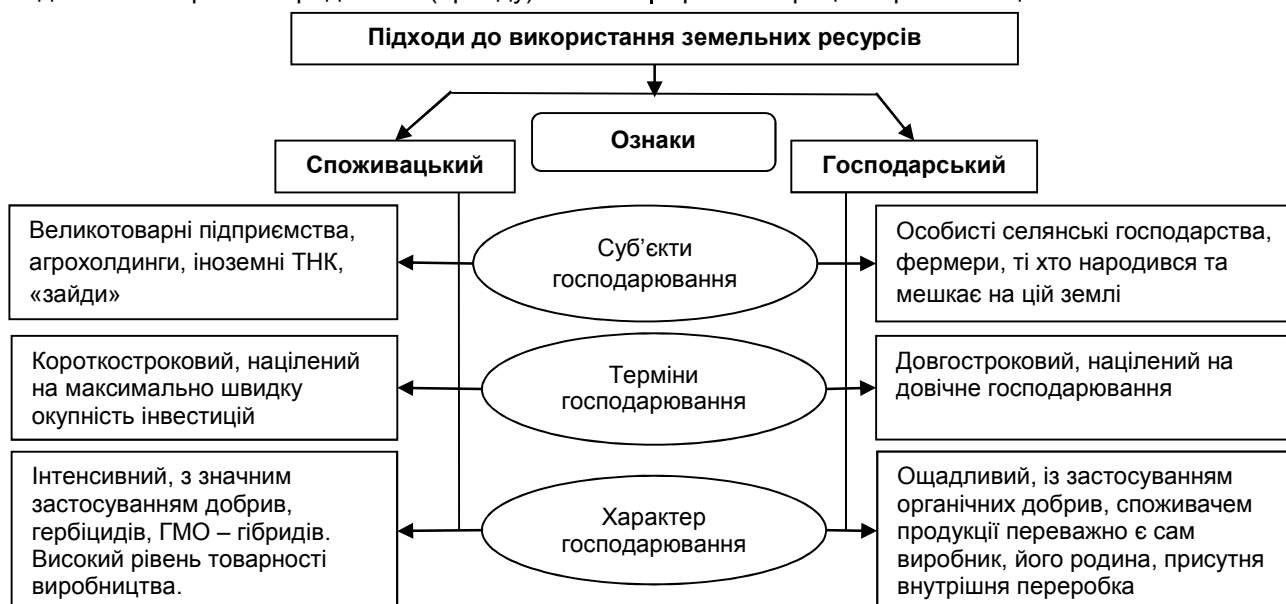 Підходи до використання земельних ресурсів
Ознаки
Споживацький
Господарський
Великотоварні підприємства,
агрохолдинги, іноземні ТНК,
«зайди»
Суб’єкти
господарювання
Особисті селянські господарства,
фермери, ті хто народився та
мешкає на цій землі
Короткостроковий, націлений
на максимально швидку
окупність інвестицій
Терміни
господарювання
Довгостроковий, націлений на
довічне господарювання
Інтенсивний, з значним
застосуванням добрив,
гербіцидів, ГМО – гібридів.
Високий рівень товарності
виробництва.
Характер
господарювання
Ощадливий, із застосуванням
органічних добрив, споживачем
продукції переважно є сам
виробник, його родина, присутня
внутрішня переробка